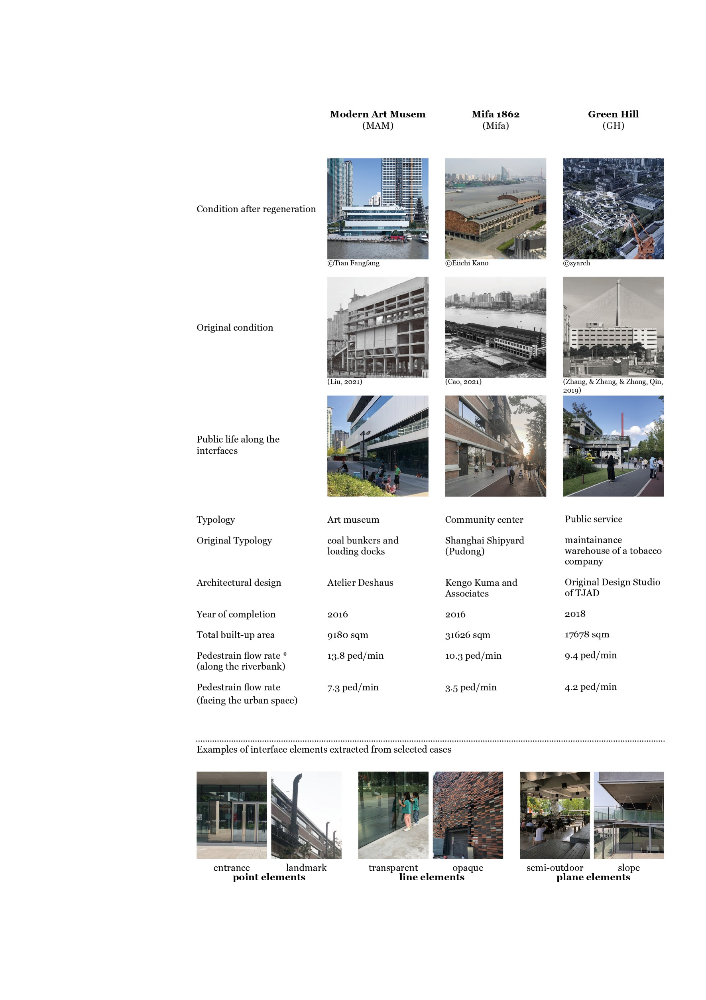 Modern Art Musem
(MAM)
Mifa 1862
(Mifa)
Green Hill
(GH)
Condition after regeneration
©Tian Fangfang
©Eiichi Kano
©zyarch
Original condition
(Liu, 2021)
(Cao, 2021)
(Zhang, & Zhang, & Zhang, Qin,
2019)
Public life along the
interfaces
Typology
Art museum
Community center
Public service
Original Typology
coal bunkers and
loading docks
Shanghai Shipyard
(Pudong)
maintainance
warehouse of a tobacco
company
Architectural design
Atelier Deshaus
Kengo Kuma and
Associates
Original Design Studio
of TJAD
Year of completion
2016
2016
2018
Total built-up area
9180 sqm
31626 sqm
17678 sqm
Pedestrain flow rate *
(along the riverbank)
13.8 ped/min
10.3 ped/min
9.4 ped/min
Pedestrain flow rate
(facing the urban space)
7.3 ped/min
3.5 ped/min
4.2 ped/min
Examples of interface elements extracted from selected cases
entrance
landmark
point elements
transparent
opaque
line elements
semi-outdoor
slope
plane elements